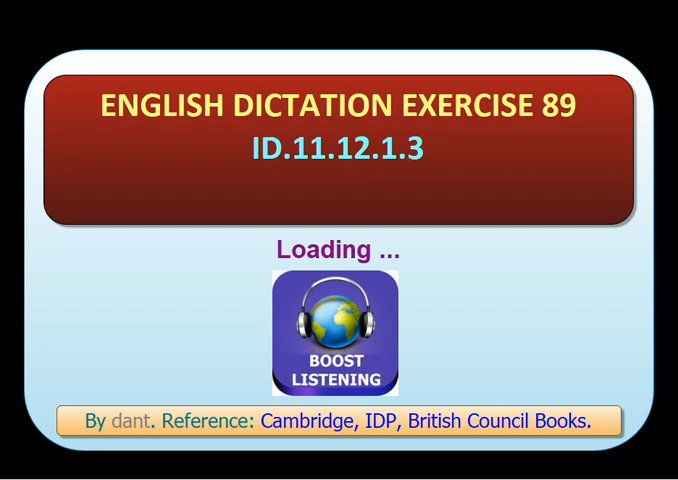 ENGLISH DICTATION EXERCISE 89
ID.11.12.1.3
Loading ...
BOOST
LISTENING
By dant. Reference: Cambridge, IDP, British Council Books.